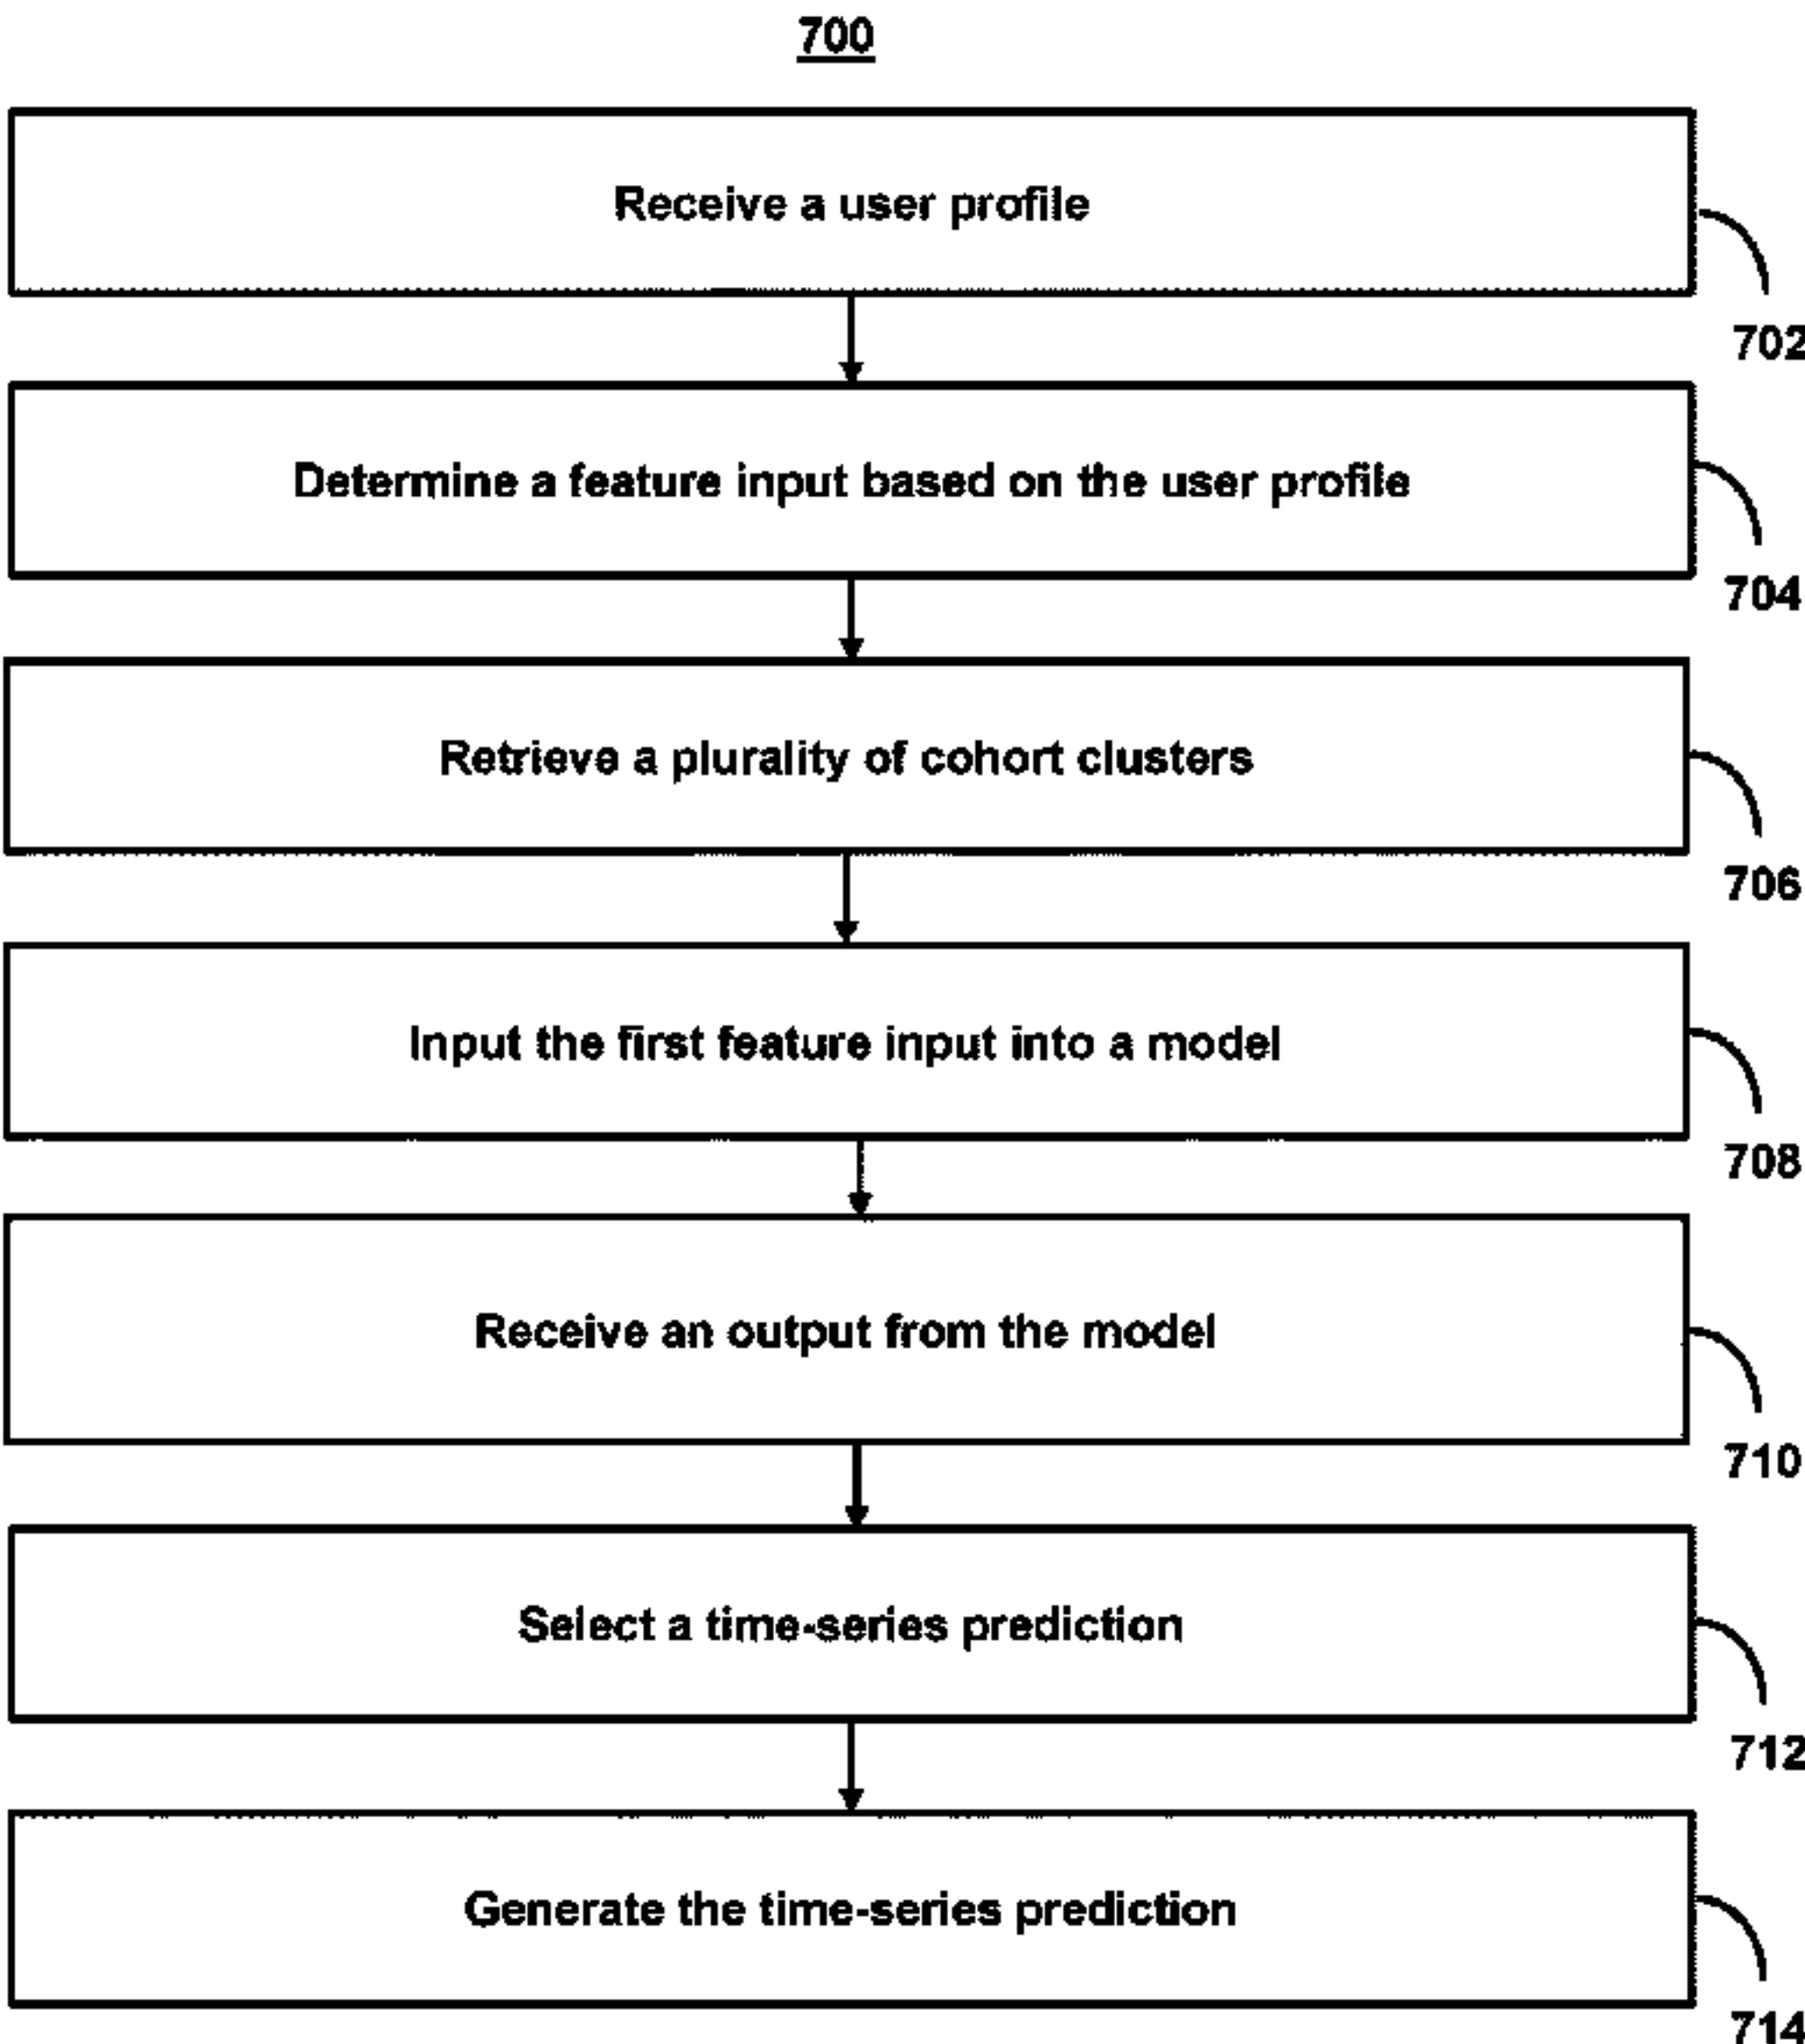 700
Receive a user profile
702
Determine a feature input based on the user profile
704
Retrieve a plurality of cohort clusters
706
Input the first feature input into a model
708
Receive an output from the model
710
Select a time-series prediction
712
Generate the time-series prediction
714